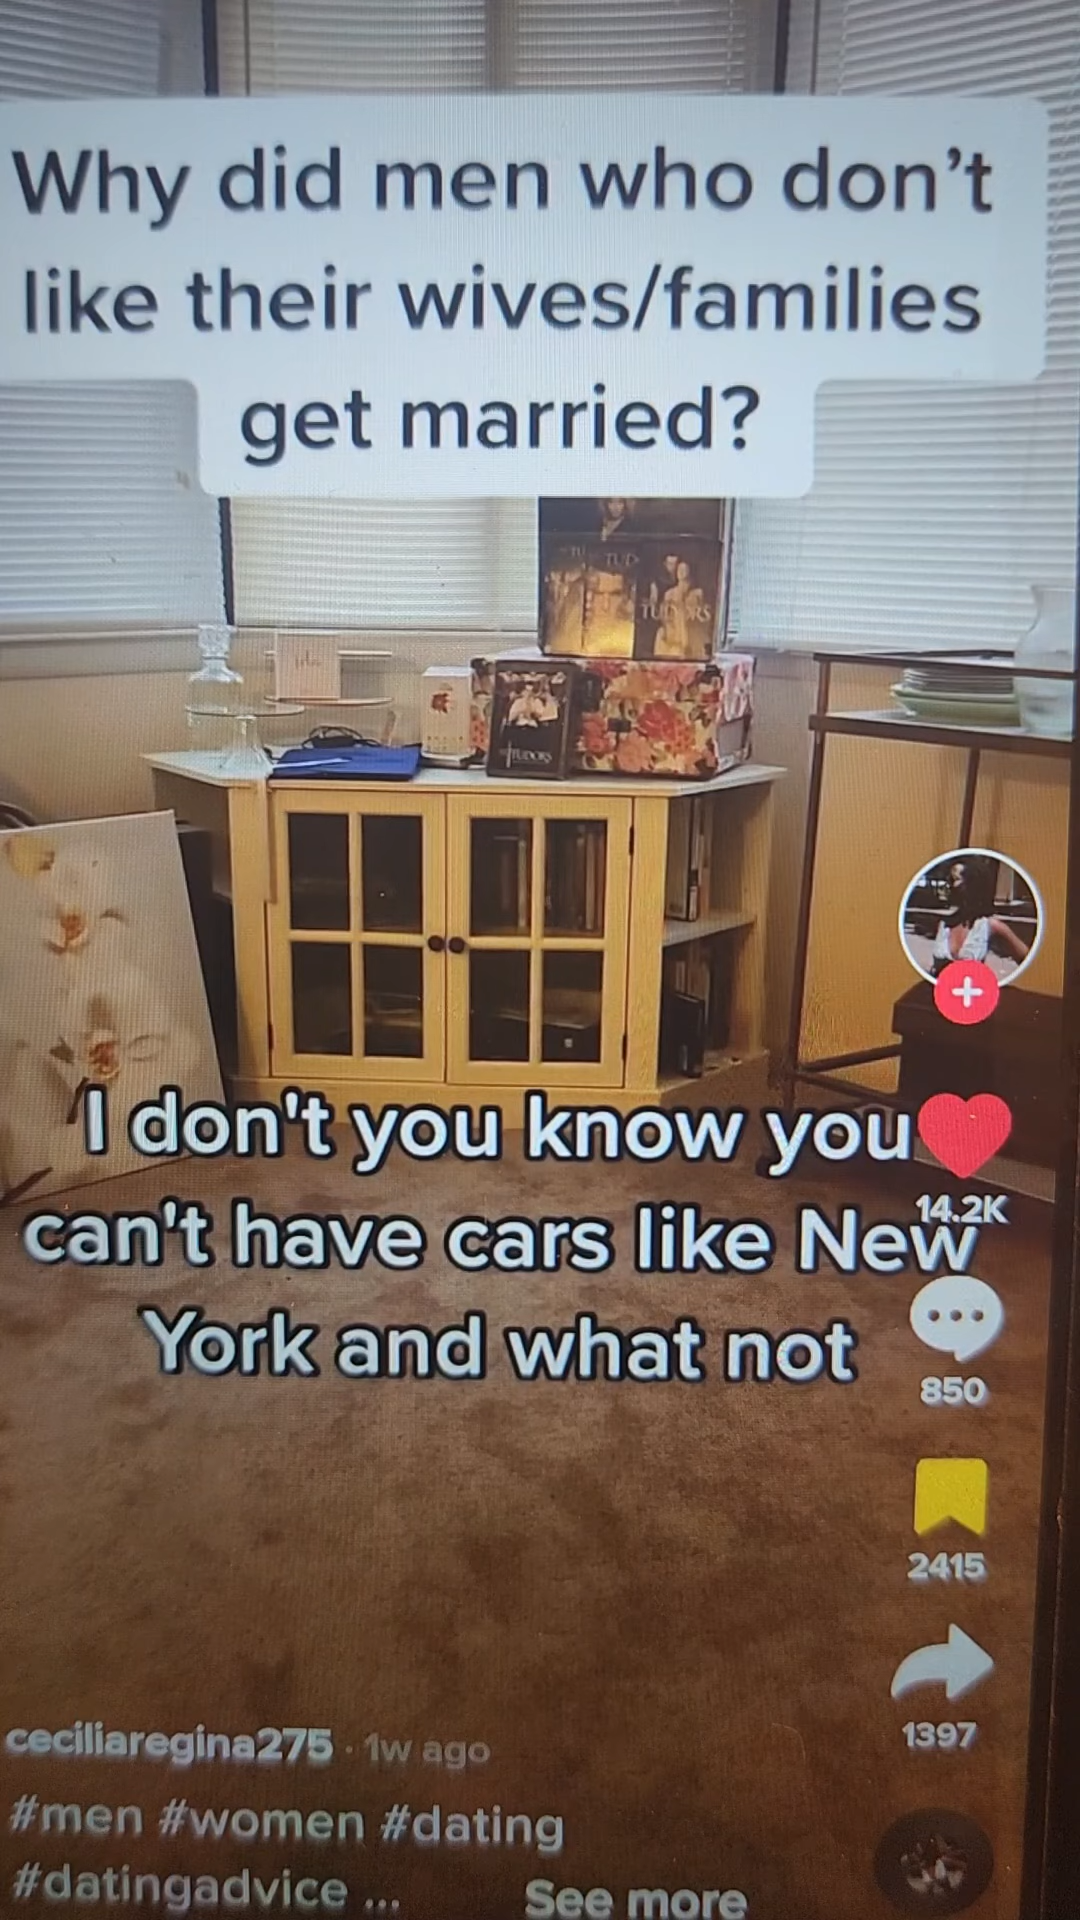 Why did men who don't
like their wives/families
get married?
TUDORS
TUDORS
I don't you know you
can't have cars like New
York and what not
14.2K
850
2415
1397
ceciliaregina275 · 1w ago
#men #women #dating
#datingadvice ... See more